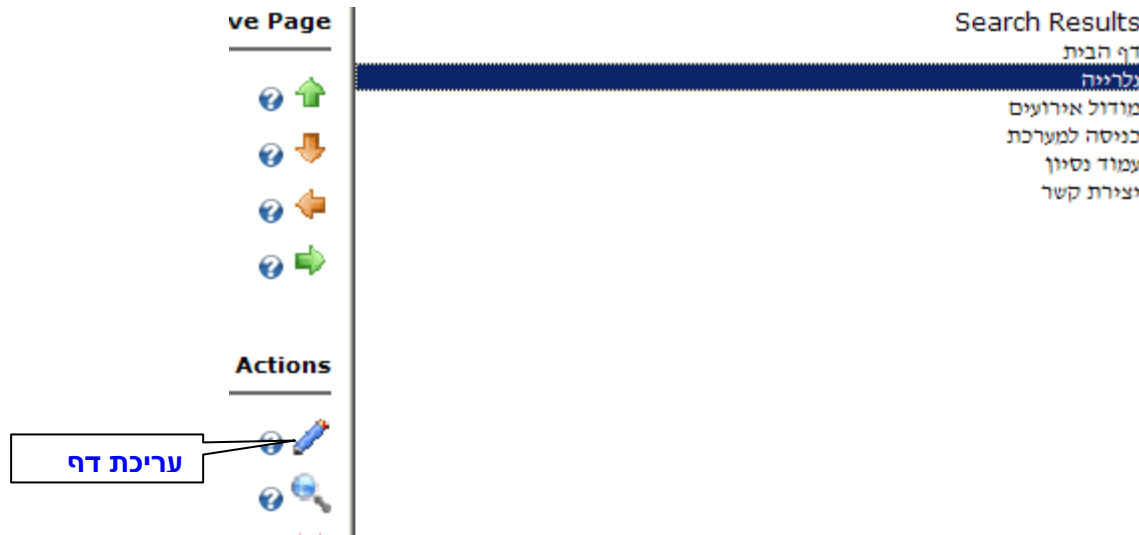 Search Results
דף הבית
גלרייה
מודול אירועים
כניסה למערכת
עמוד נסיון
יצירת קשר
ve Page
Actions
עריכת דף